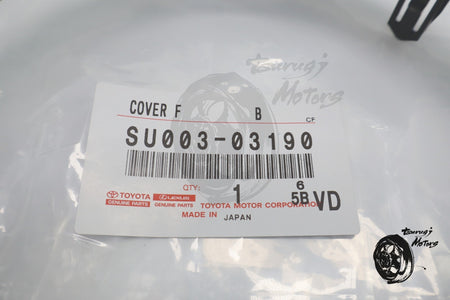 Tsurugi
Motors
COVER F B
CF.
SU003-03190
QTY: 1 6
5B VD
TOYOTA LEXUS
GENUINE PARTS GENUINE PARTS
TOYOTA MOTOR CORPORATION
MADE IN JAPAN
Tsurugi
Motors